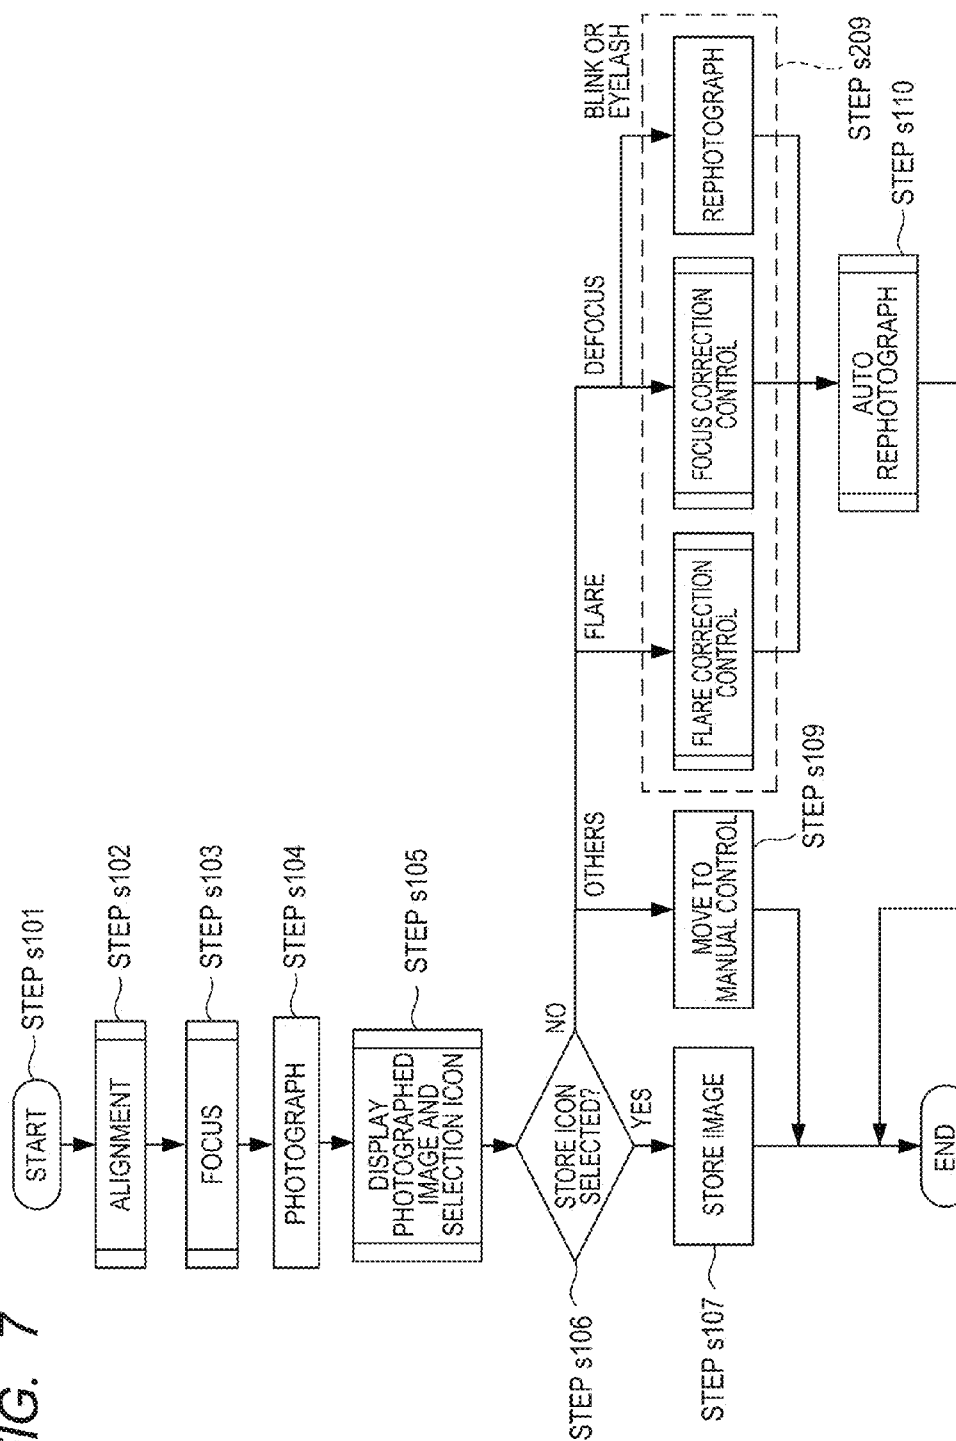 FIG. 7
START
STEP s101
ALIGNMENT
STEP s102
FOCUS
STEP s103
PHOTOGRAPH
STEP s104
DISPLAY
PHOTOGRAPHED
IMAGE AND
SELECTION ICON
STEP s105
STORE ICON
SELECTED?
STEP s106
NO
YES
STORE IMAGE
STEP s107
OTHERS
MOVE TO
MANUAL CONTROL
STEP s109
FLARE
FLARE CORRECTION
CONTROL
DEFOCUS
FOCUS CORRECTION
CONTROL
BLINK OR
EYELASH
REPHOTOGRAPH
STEP s209
AUTO
REPHOTOGRAPH
STEP s110
END